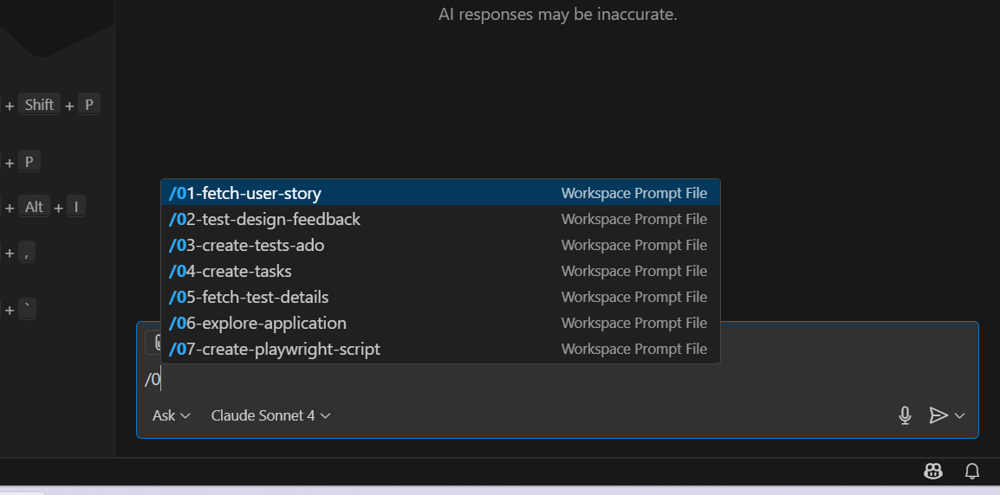 AI responses may be inaccurate.
+ Shift + P
+ P
+ Alt + I
+ ,
+ `
/01-fetch-user-story Workspace Prompt File
/02-test-design-feedback Workspace Prompt File
/03-create-tests-ado Workspace Prompt File
/04-create-tasks Workspace Prompt File
/05-fetch-test-details Workspace Prompt File
/06-explore-application Workspace Prompt File
/07-create-playwright-script Workspace Prompt File
/0
Ask Claude Sonnet 4